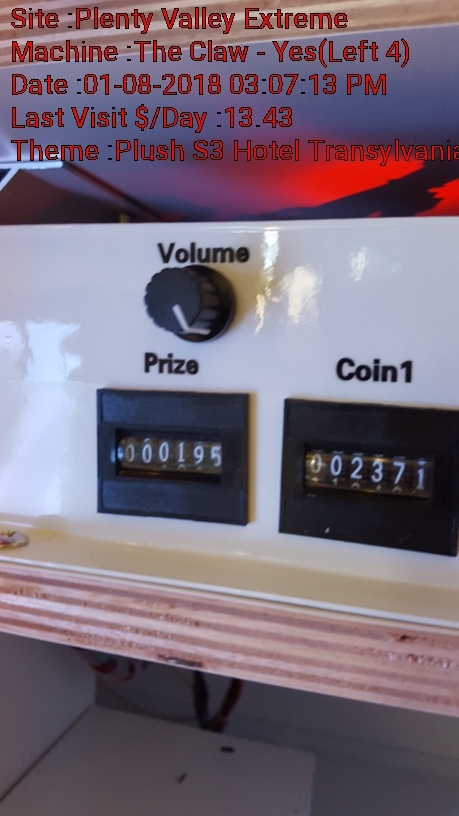 Site :Plenty Valley Extreme
Machine :The Claw - Yes(Left 4)
Date :01-08-2018 03:07:13 PM
Last Visit $/Day :13.43
Theme :Plush S3 Hotel Transylvania
Volume
Prize
Coin1
000195
002371